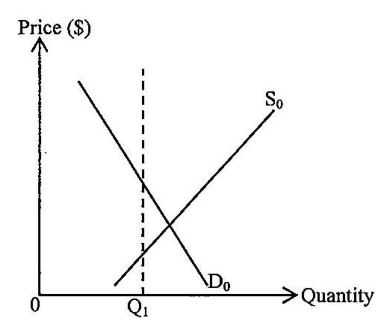 Price ($)
S₀
D₀
Quantity
0
Q₁